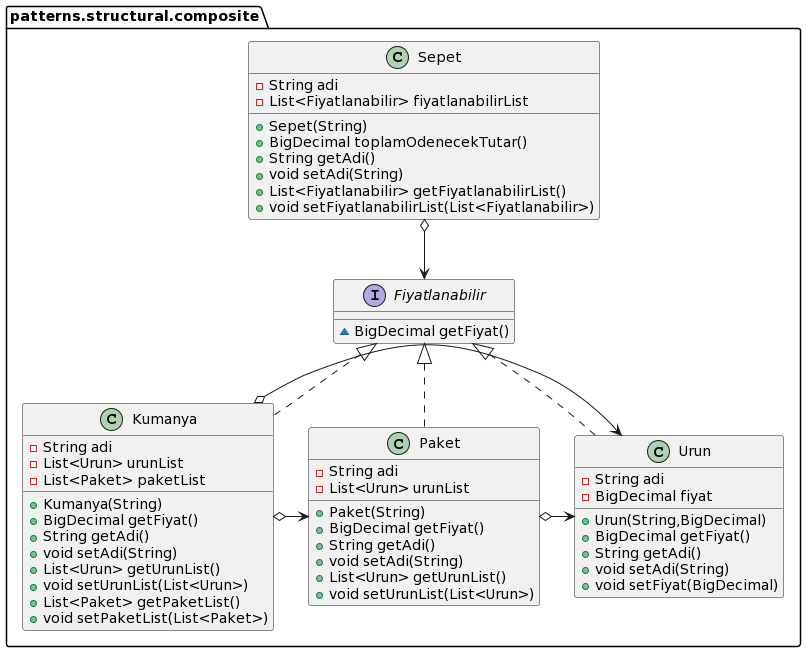 patterns.structural.composite
C Sepet
String adi
List<Fiyatlanabilir> fiyatlanabilirList
Sepet(String)
BigDecimal toplamOdenecekTutar()
String getAdi()
void setAdi(String)
List<Fiyatlanabilir> getFiyatlanabilirList()
void setFiyatlanabilirList(List<Fiyatlanabilir>)
I Fiyatlanabilir
BigDecimal getFiyat()
C Kumanya
String adi
List<Urun> urunList
List<Paket> paketList
Kumanya(String)
BigDecimal getFiyat()
String getAdi()
void setAdi(String)
List<Urun> getUrunList()
void setUrunList(List<Urun>)
List<Paket> getPaketList()
void setPaketList(List<Paket>)
C Paket
String adi
List<Urun> urunList
Paket(String)
BigDecimal getFiyat()
String getAdi()
void setAdi(String)
List<Urun> getUrunList()
void setUrunList(List<Urun>)
C Urun
String adi
BigDecimal fiyat
Urun(String,BigDecimal)
BigDecimal getFiyat()
String getAdi()
void setAdi(String)
void setFiyat(BigDecimal)